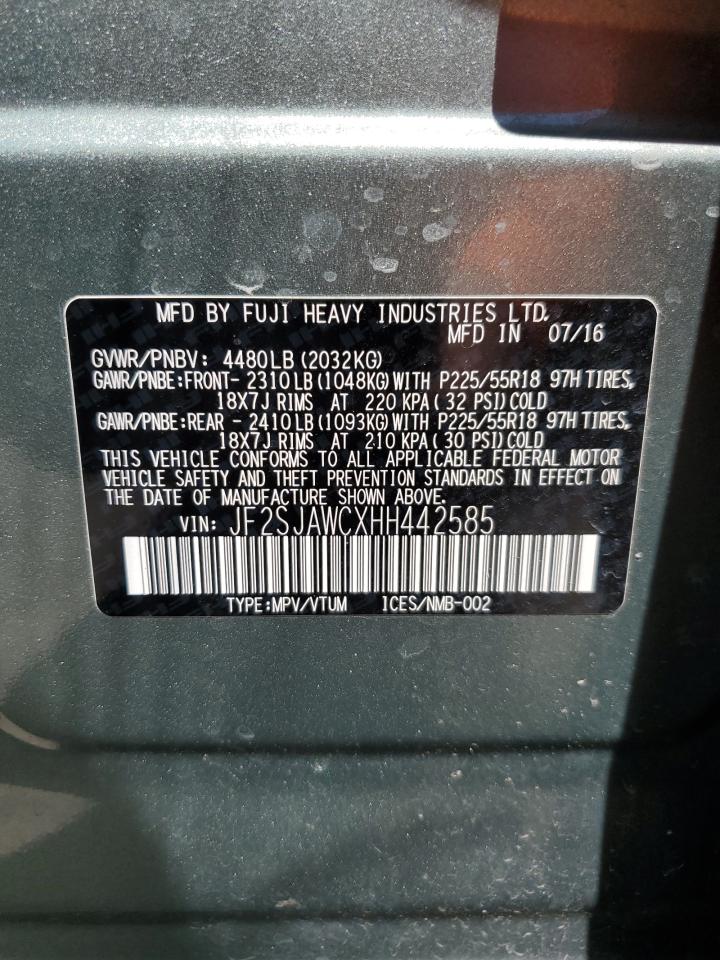 MFD BY FUJI HEAVY INDUSTRIES LTD.
MFD IN 07/16
GVWR/PNBV: 4480LB (2032KG)
GAWR/PNBE:FRONT- 2310LB (1048KG) WITH P225/55R18 97H TIRES,
18X7J RIMS AT 220 KPA ( 32 PSI) COLD
GAWR/PNBE:REAR - 2410LB (1093KG) WITH P225/55R18 97H TIRES,
18X7J RIMS AT 210 KPA ( 30 PSI) COLD
THIS VEHICLE CONFORMS TO ALL APPLICABLE FEDERAL MOTOR
VEHICLE SAFETY AND THEFT PREVENTION STANDARDS IN EFFECT ON
THE DATE OF MANUFACTURE SHOWN ABOVE.
VIN: JF2SJAWCXHH442585
TYPE:MPV/VTUM ICES/NMB-002